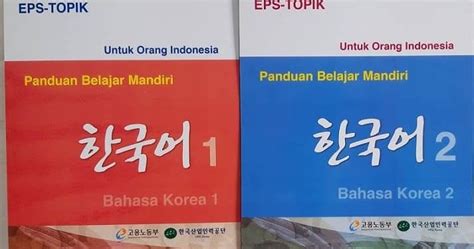 EPS-TOPIK
Untuk Orang Indonesia
Panduan Belajar Mandiri
한국어 1
Bahasa Korea 1
고용노동부 한국산업인력공단
EPS-TOPIK
Untuk Orang Indonesia
Panduan Belajar Mandiri
한국어 2
Bahasa Korea 2
고용노동부 한국산업인력공단